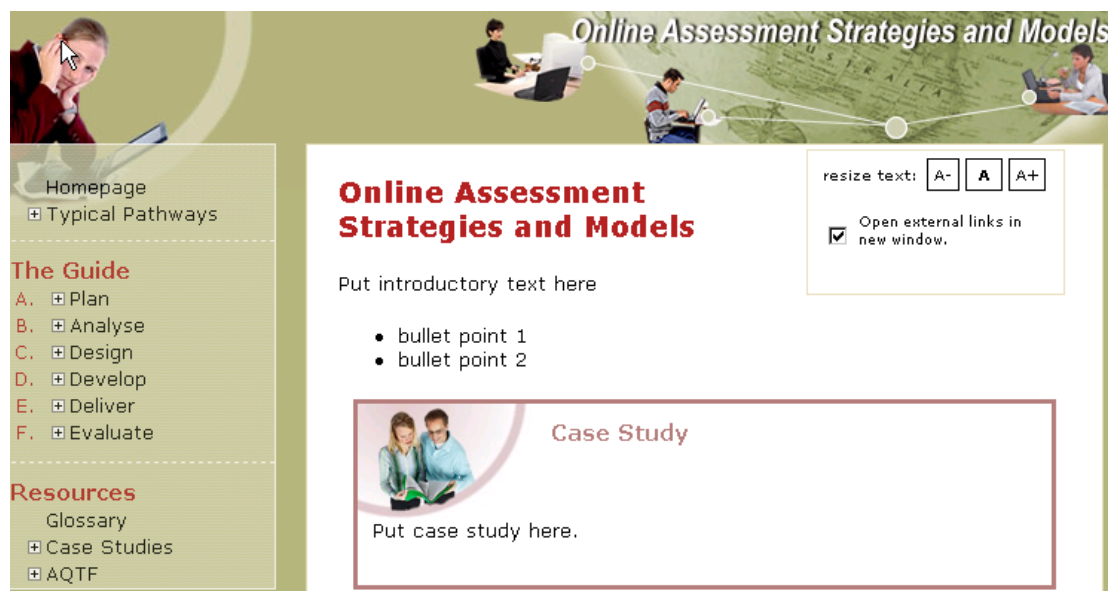 Online Assessment Strategies and Models
AUSTRALIA
Homepage
Typical Pathways
The Guide
A. Plan
B. Analyse
C. Design
D. Develop
E. Deliver
F. Evaluate
Resources
Glossary
Case Studies
AQTF
Online Assessment
Strategies and Models
Put introductory text here
• bullet point 1
• bullet point 2
Case Study
Put case study here.
resize text: A- A A+
Open external links in
new window.